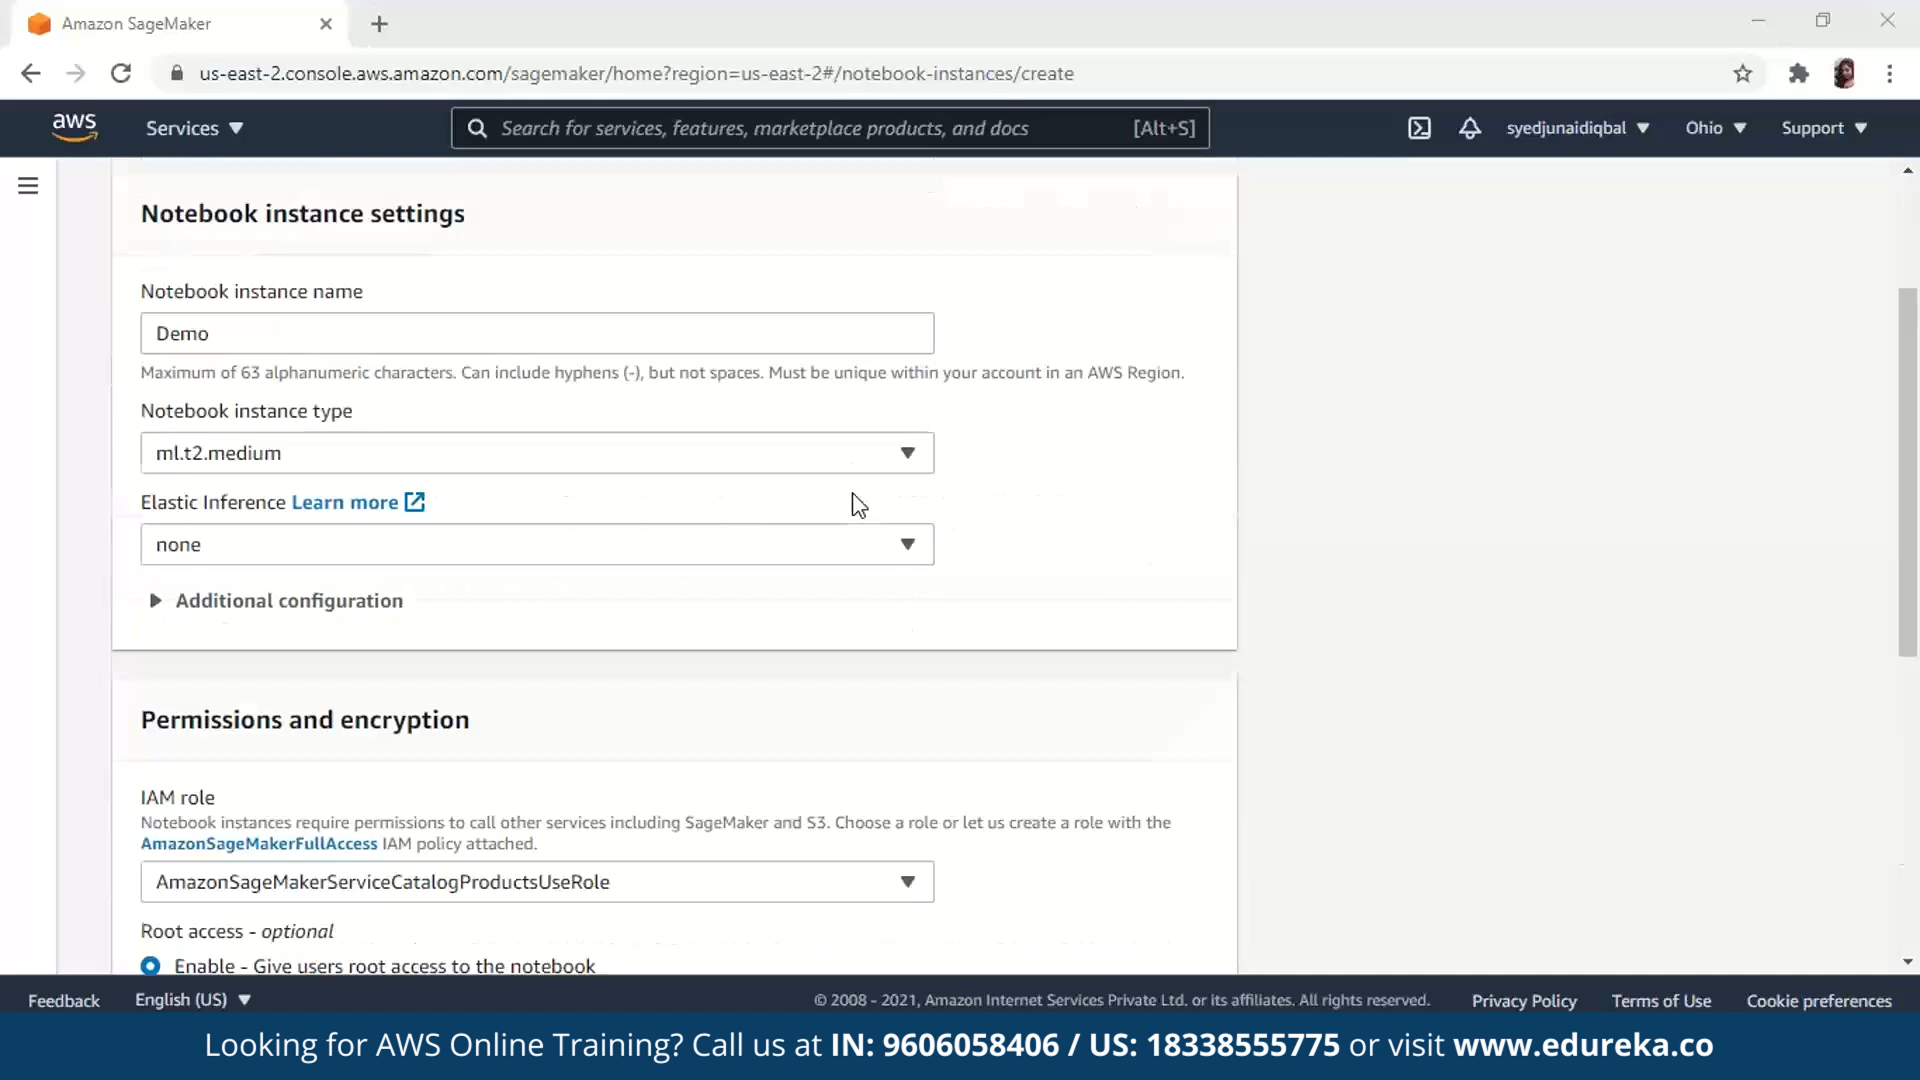 Amazon SageMaker
us-east-2.console.aws.amazon.com/sagemaker/home?region=us-east-2#/notebook-instances/create
aws Services Search for services, features, marketplace products, and docs [Alt+S] syedjunaidiqbal Ohio Support
Notebook instance settings
Notebook instance name
Demo
Maximum of 63 alphanumeric characters. Can include hyphens (-), but not spaces. Must be unique within your account in an AWS Region.
Notebook instance type
ml.t2.medium
Elastic Inference Learn more
none
Additional configuration
Permissions and encryption
IAM role
Notebook instances require permissions to call other services including SageMaker and S3. Choose a role or let us create a role with the
AmazonSageMakerFullAccess IAM policy attached.
AmazonSageMakerServiceCatalogProductsUseRole
Root access - optional
Enable - Give users root access to the notebook
Feedback English (US) © 2008 - 2021, Amazon Internet Services Private Ltd. or its affiliates. All rights reserved. Privacy Policy Terms of Use Cookie preferences
Looking for AWS Online Training? Call us at IN: 9606058406 / US: 18338555775 or visit www.edureka.co